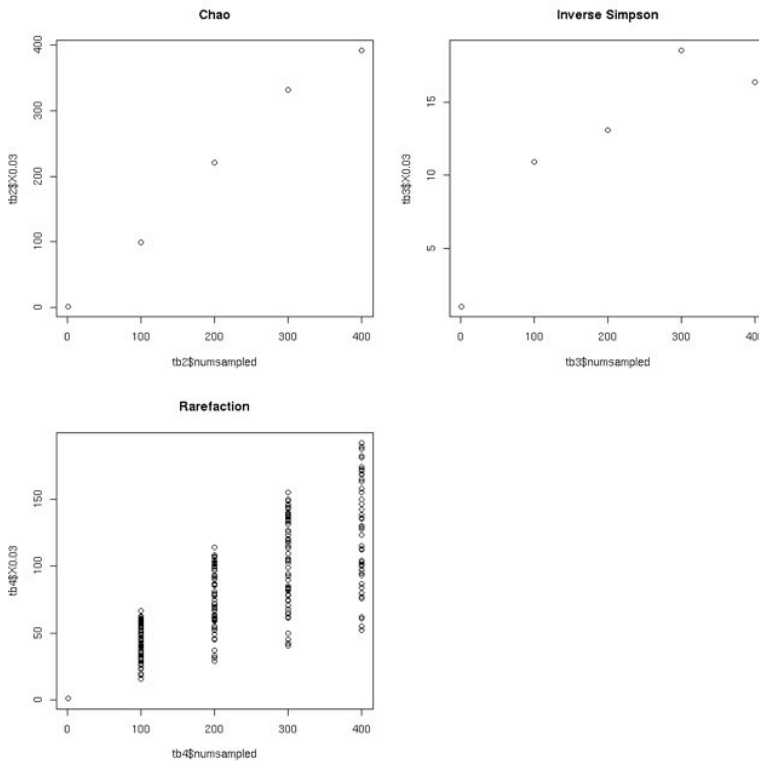 Chao
400
300
200
100
0
tb2$X0.03
0 100 200 300 400
tb2$numsampled
Inverse Simpson
15
10
5
tb3$X0.03
0 100 200 300 400
tb3$numsampled
Rarefaction
150
100
50
0
tb4$X0.03
0 100 200 300 400
tb4$numsampled